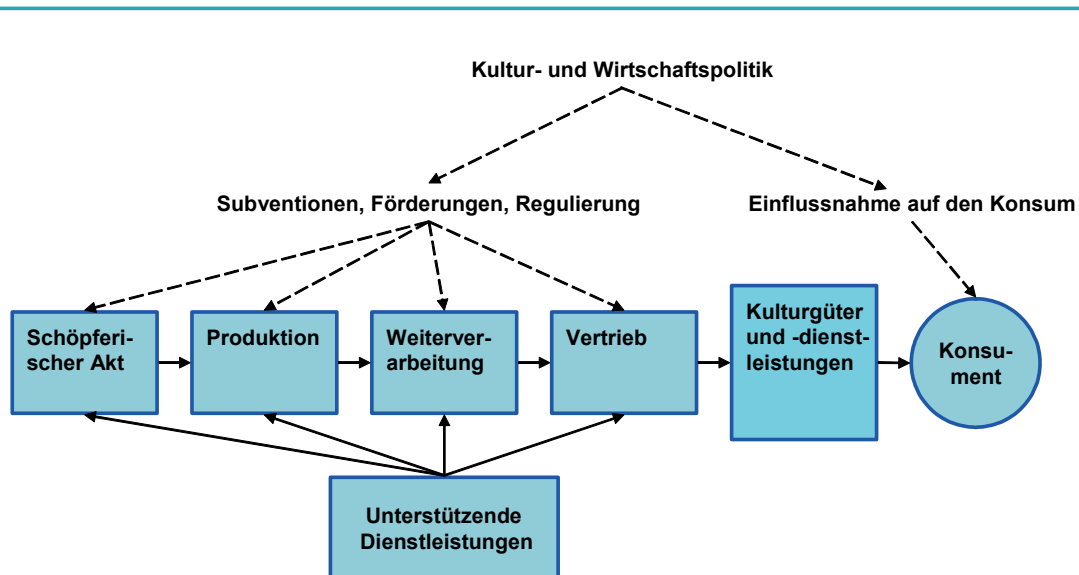 Kultur- und Wirtschaftspolitik
Subventionen, Förderungen, Regulierung
Einflussnahme auf den Konsum
Schöpferi-
scher Akt
Produktion
Weiterver-
arbeitung
Vertrieb
Kulturgüter
und -dienst-
leistungen
Konsu-
ment
Unterstützende
Dienstleistungen